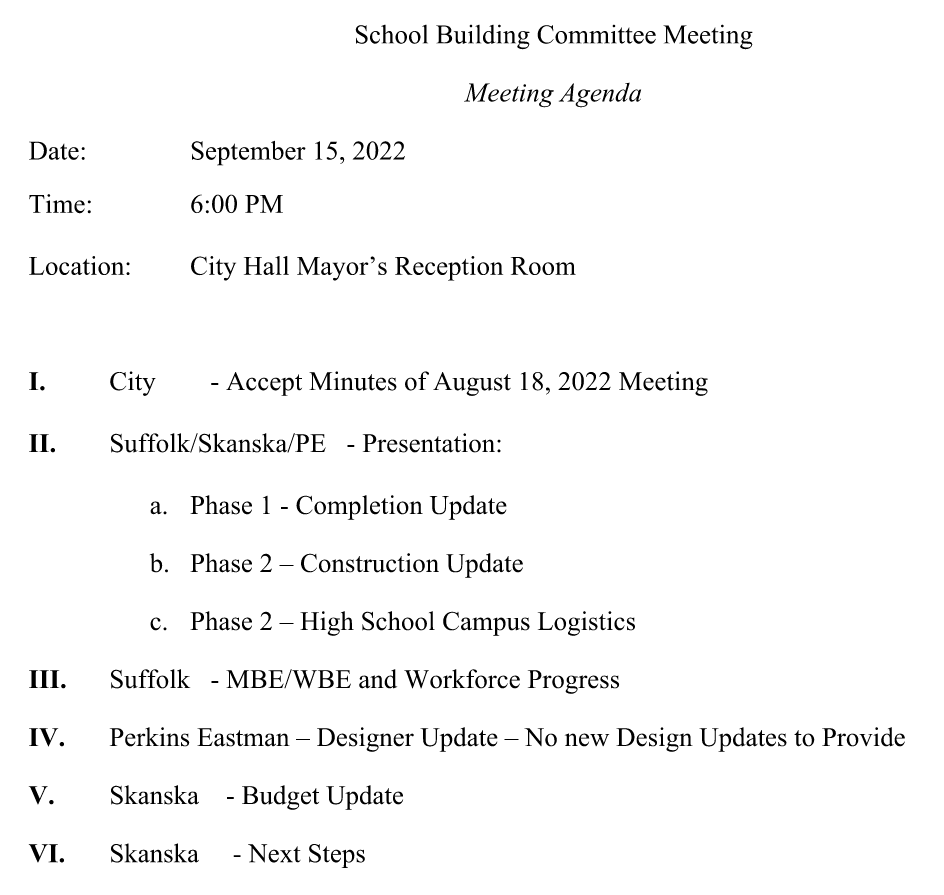 School Building Committee Meeting
Meeting Agenda
Date: September 15, 2022
Time: 6:00 PM
Location: City Hall Mayor’s Reception Room
I. City - Accept Minutes of August 18, 2022 Meeting
II. Suffolk/Skanska/PE - Presentation:
a. Phase 1 - Completion Update
b. Phase 2 – Construction Update
c. Phase 2 – High School Campus Logistics
III. Suffolk - MBE/WBE and Workforce Progress
IV. Perkins Eastman – Designer Update – No new Design Updates to Provide
V. Skanska - Budget Update
VI. Skanska - Next Steps